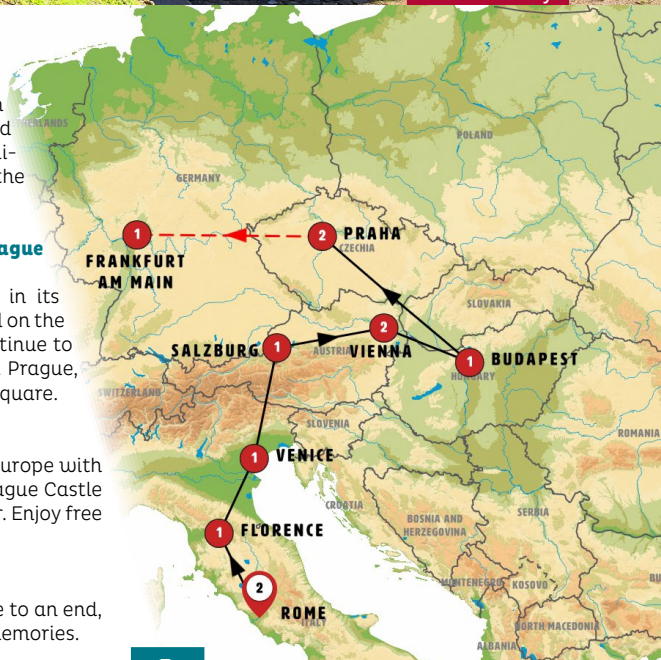 li-
the
ague
in its
on the
tinue to
Prague,
quare.
urope with
ague Castle
r. Enjoy free
e to an end,
emories.
POLAND
GERMANY
1
2
PRAHA
CZECHIA
FRANKFURT
AM MAIN
SLOVAKIA
2
SALZBURG
1
AUSTRIA
VIENNA
1
BUDAPEST
HUNGARY
SWITZERLAND
SLOVENIA
ROMANIA
1
VENICE
CROATIA
BOSNIA AND
HERZEGOVINA
SERBIA
1
FLORENCE
2
ROME
ITALY
MONTENEGRO
KOSOVO
BU
NORTH MACEDONIA
ALBANIA